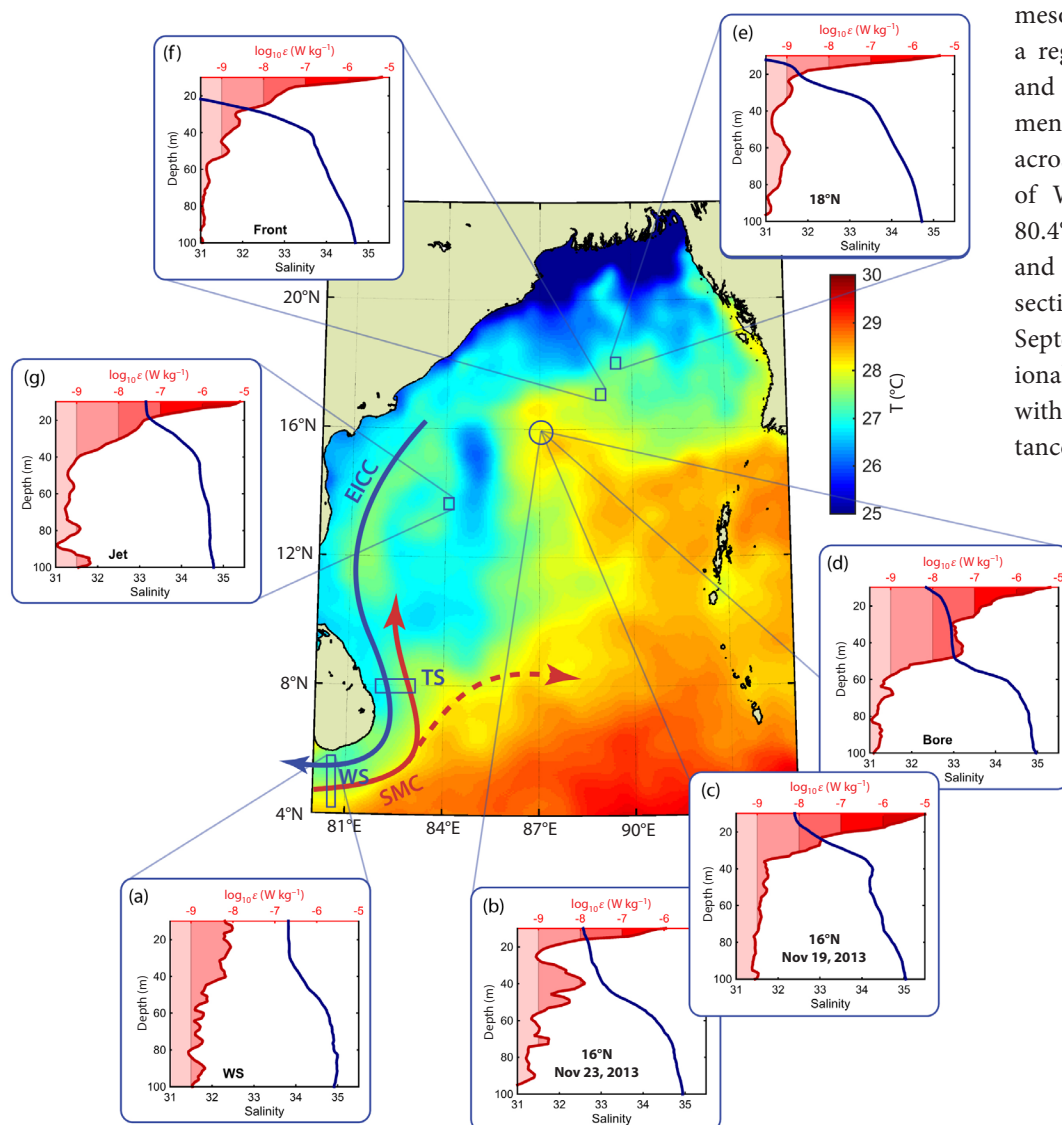 (f)
log₁₀ε (W kg⁻¹)
-9 -8 -7 -6 -5
Depth (m)
20
40
60
80
100
Front
31 32 33 34 35
Salinity
(e)
log₁₀ε (W kg⁻¹)
-9 -8 -7 -6 -5
Depth (m)
20
40
60
80
100
18°N
31 32 33 34 35
Salinity
a reg
and
men
acro
of W
80.4°
and
secti
Sept
iona
with
tance
(g)
log₁₀ε (W kg⁻¹)
-9 -8 -7 -6 -5
Depth (m)
20
40
60
80
100
Jet
31 32 33 34 35
Salinity
20°N
16°N
12°N
8°N
4°N
81°E 84°E 87°E 90°E
EICC
TS
WS
SMC
30
29
28
27
26
25
T (°C)
(d)
log₁₀ε (W kg⁻¹)
-9 -8 -7 -6 -5
Depth (m)
20
40
60
80
100
Bore
31 32 33 34 35
Salinity
(c)
log₁₀ε (W kg⁻¹)
-9 -8 -7 -6 -5
Depth (m)
20
40
60
80
100
16°N
Nov 19, 2013
31 32 33 34 35
Salinity
(a)
log₁₀ε (W kg⁻¹)
-9 -8 -7 -6 -5
Depth (m)
20
40
60
80
100
WS
31 32 33 34 35
Salinity
(b)
log₁₀ε (W kg⁻¹)
-9 -8 -7 -6 -5
Depth (m)
20
40
60
80
100
16°N
Nov 23, 2013
31 32 33 34 35
Salinity